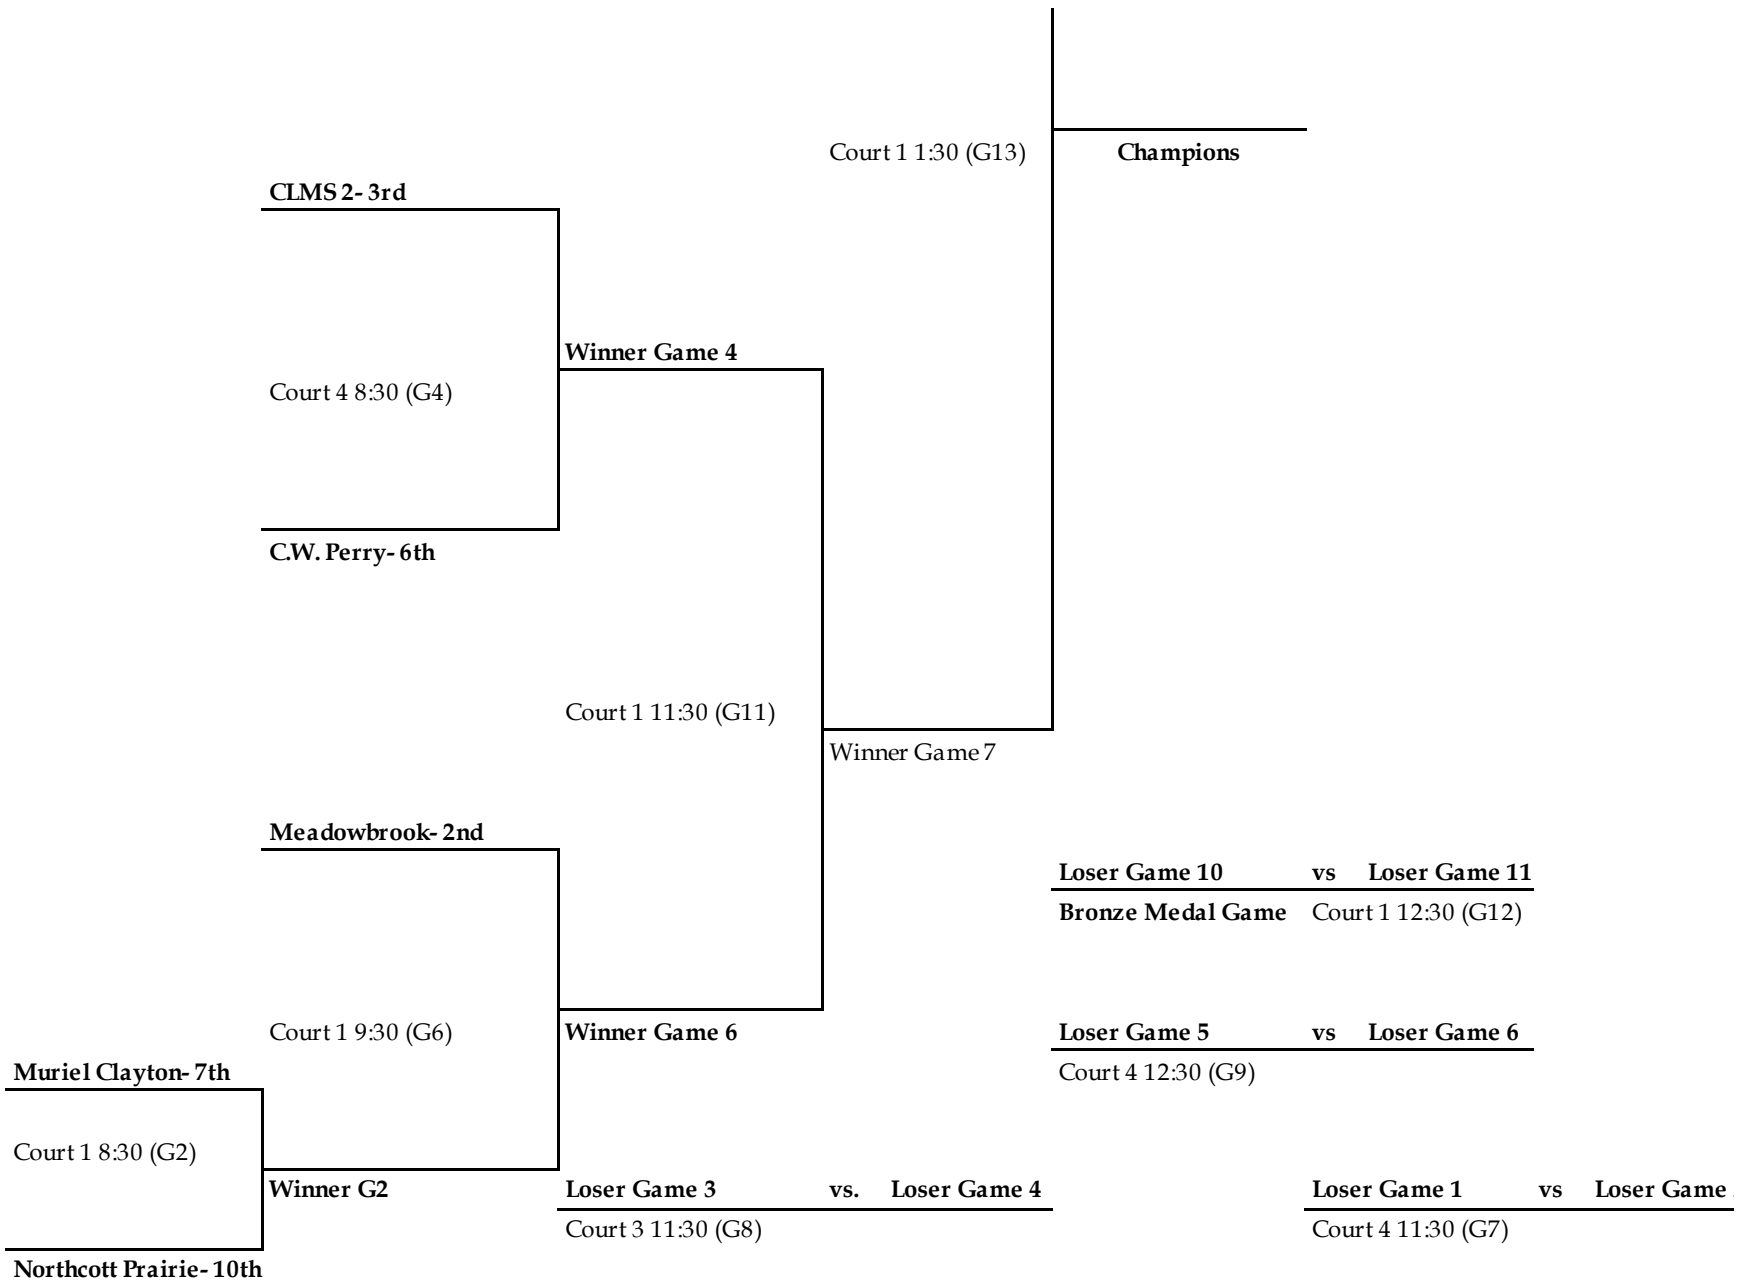 Court 1 1:30 (G13) Champions
CLMS 2- 3rd
Winner Game 4
Court 4 8:30 (G4)
C.W. Perry- 6th
Court 1 11:30 (G11)
Winner Game 7
Meadowbrook- 2nd
Loser Game 10 vs Loser Game 11
Bronze Medal Game Court 1 12:30 (G12)
Court 1 9:30 (G6) Winner Game 6 Loser Game 5 vs Loser Game 6
Muriel Clayton- 7th Court 4 12:30 (G9)
Court 1 8:30 (G2)
Winner G2 Loser Game 3 vs. Loser Game 4 Loser Game 1 vs Loser Game
Court 3 11:30 (G8) Court 4 11:30 (G7)
Northcott Prairie- 10th